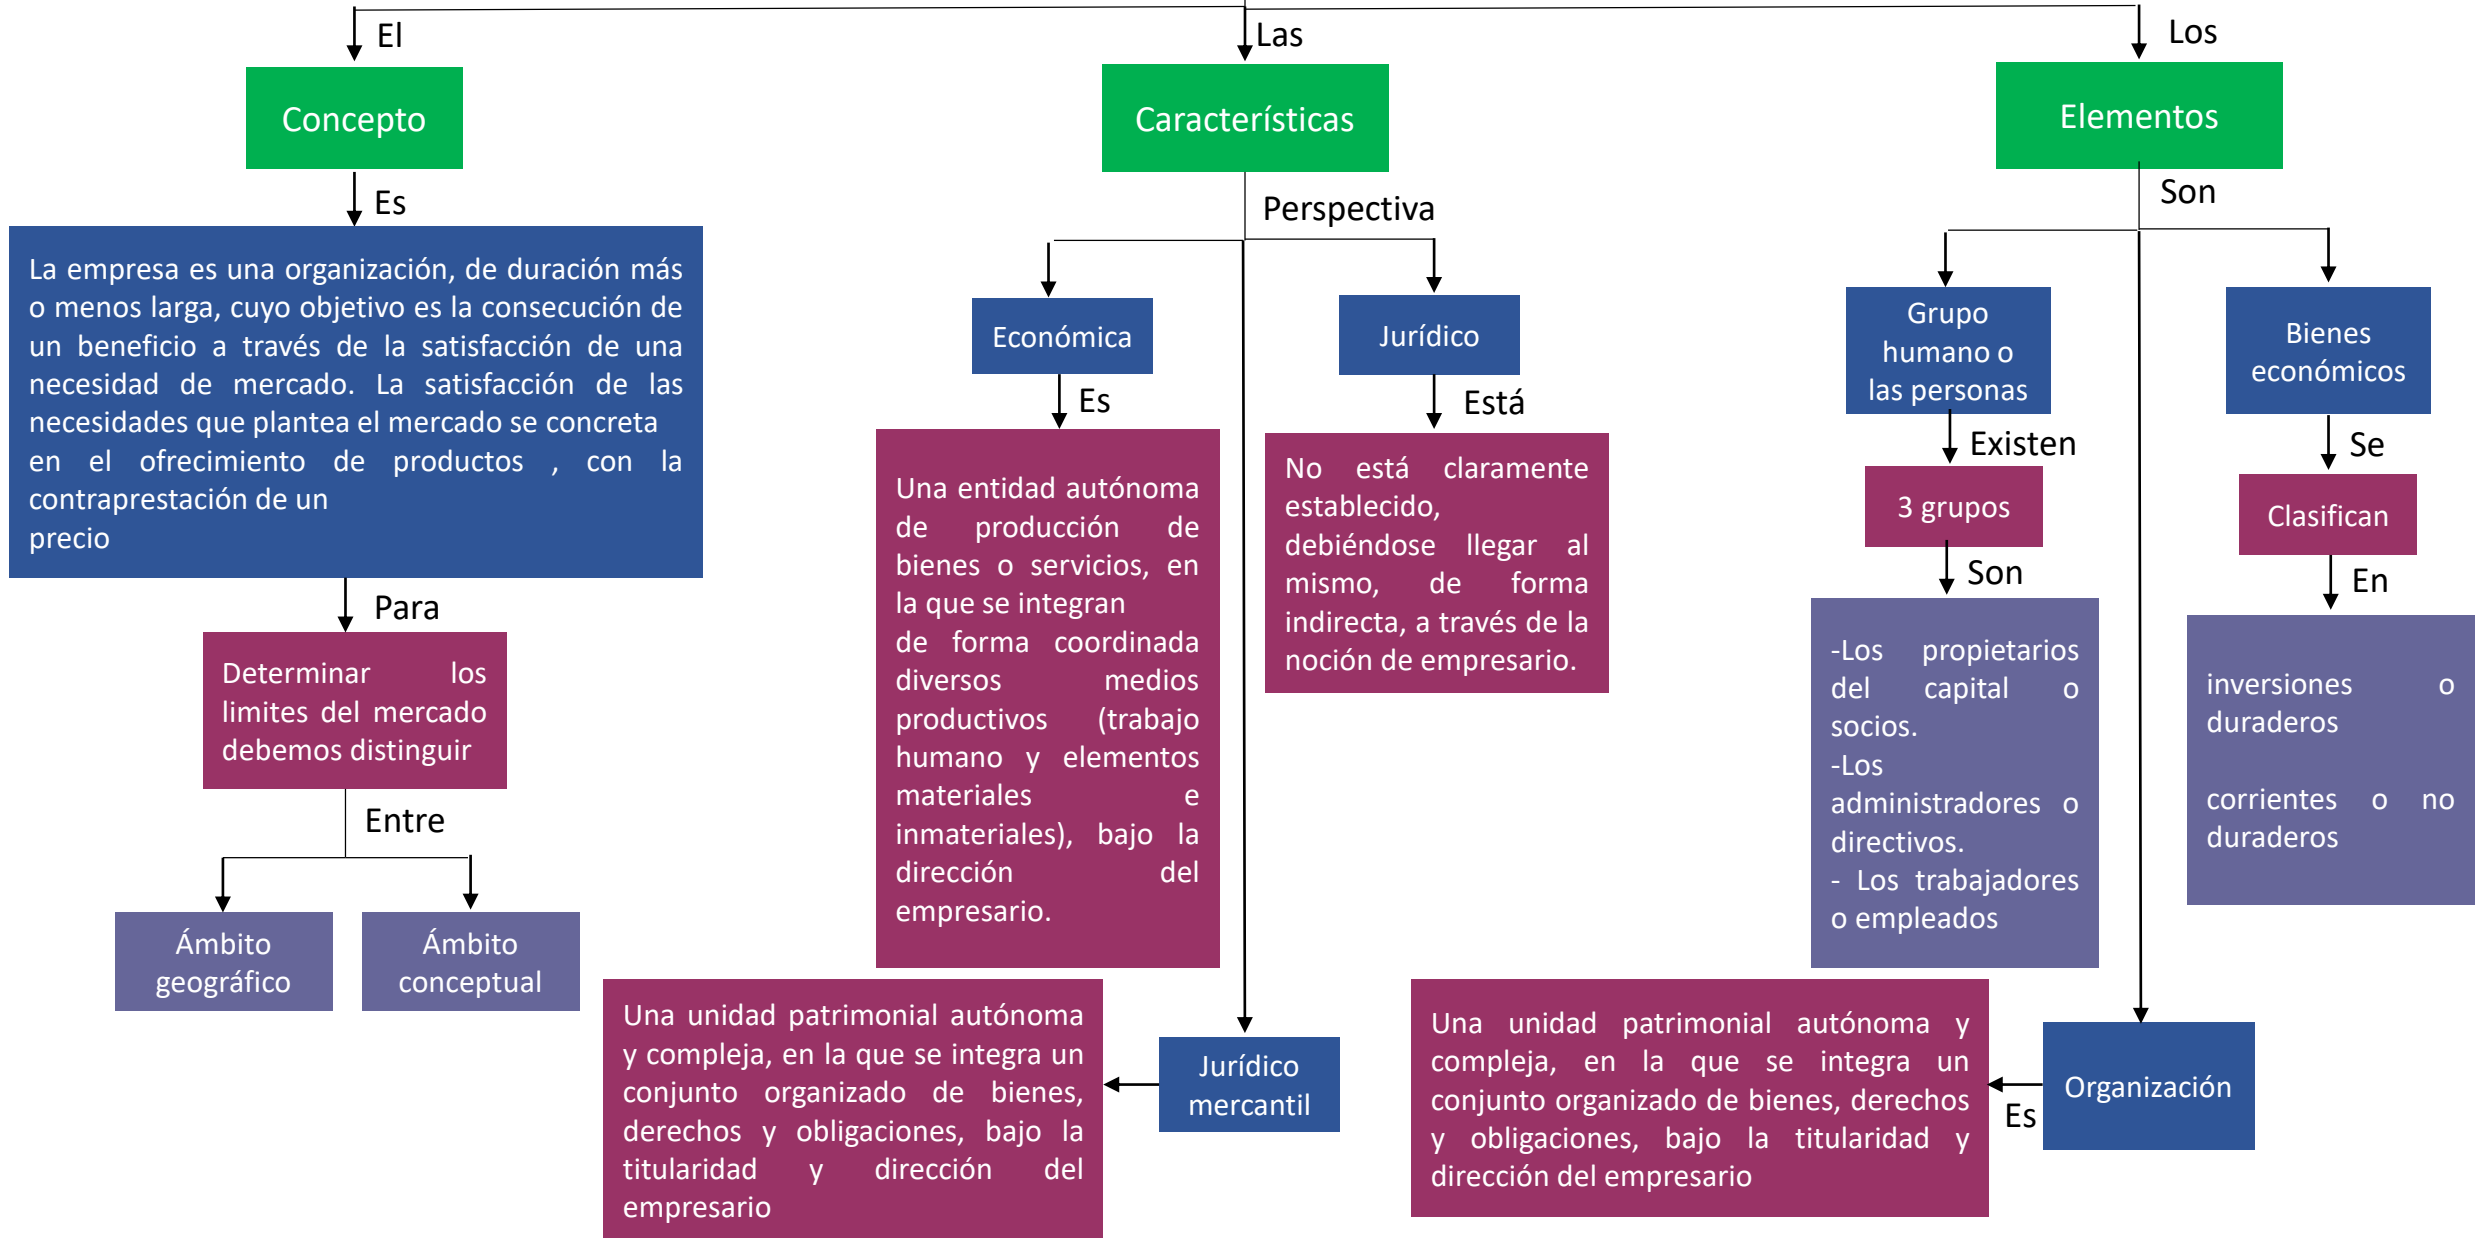 El
Concepto
Es
La empresa es una organización, de duración más
o menos larga, cuyo objetivo es la consecución de
un beneficio a través de la satisfacción de una
necesidad de mercado. La satisfacción de las
necesidades que plantea el mercado se concreta
en el ofrecimiento de productos , con la
contraprestación de un
precio
Para
Determinar los
limites del mercado
debemos distinguir
Entre
Ámbito
geográfico
Ámbito
conceptual
Las
Características
Perspectiva
Económica
Es
Una entidad autónoma
de producción de
bienes o servicios, en
la que se integran
de forma coordinada
diversos medios
productivos (trabajo
humano y elementos
materiales e
inmateriales), bajo la
dirección del
empresario.
Jurídico
Está
No está claramente
establecido,
debiéndose llegar al
mismo, de forma
indirecta, a través de la
noción de empresario.
Jurídico
mercantil
Una unidad patrimonial autónoma
y compleja, en la que se integra un
conjunto organizado de bienes,
derechos y obligaciones, bajo la
titularidad y dirección del
empresario
Los
Elementos
Son
Grupo
humano o
las personas
Existen
3 grupos
Son
-Los propietarios
del capital o
socios.
-Los
administradores o
directivos.
- Los trabajadores
o empleados
Bienes
económicos
Se
Clasifican
En
inversiones o
duraderos
corrientes o no
duraderos
Organización
Es
Una unidad patrimonial autónoma y
compleja, en la que se integra un
conjunto organizado de bienes, derechos
y obligaciones, bajo la titularidad y
dirección del empresario